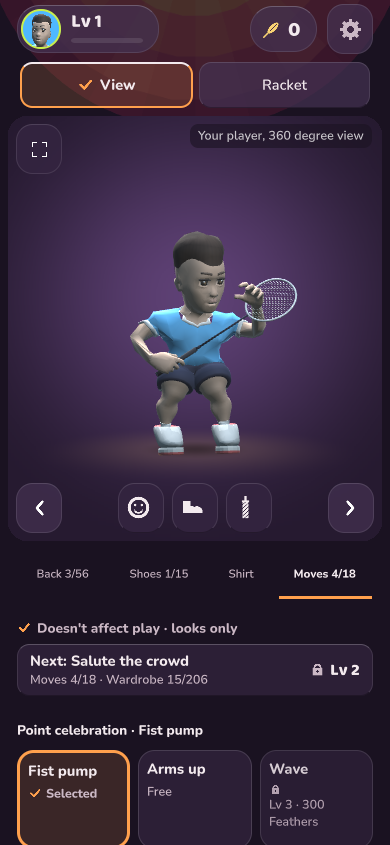 Lv 1
0
View
Racket
Your player, 360 degree view
Back 3/56
Shoes 1/15
Shirt
Moves 4/18
Doesn't affect play · looks only
Next: Salute the crowd
Moves 4/18 · Wardrobe 15/206
Lv 2
Point celebration · Fist pump
Fist pump
Selected
Arms up
Free
Wave
Lv 3 · 300
Feathers